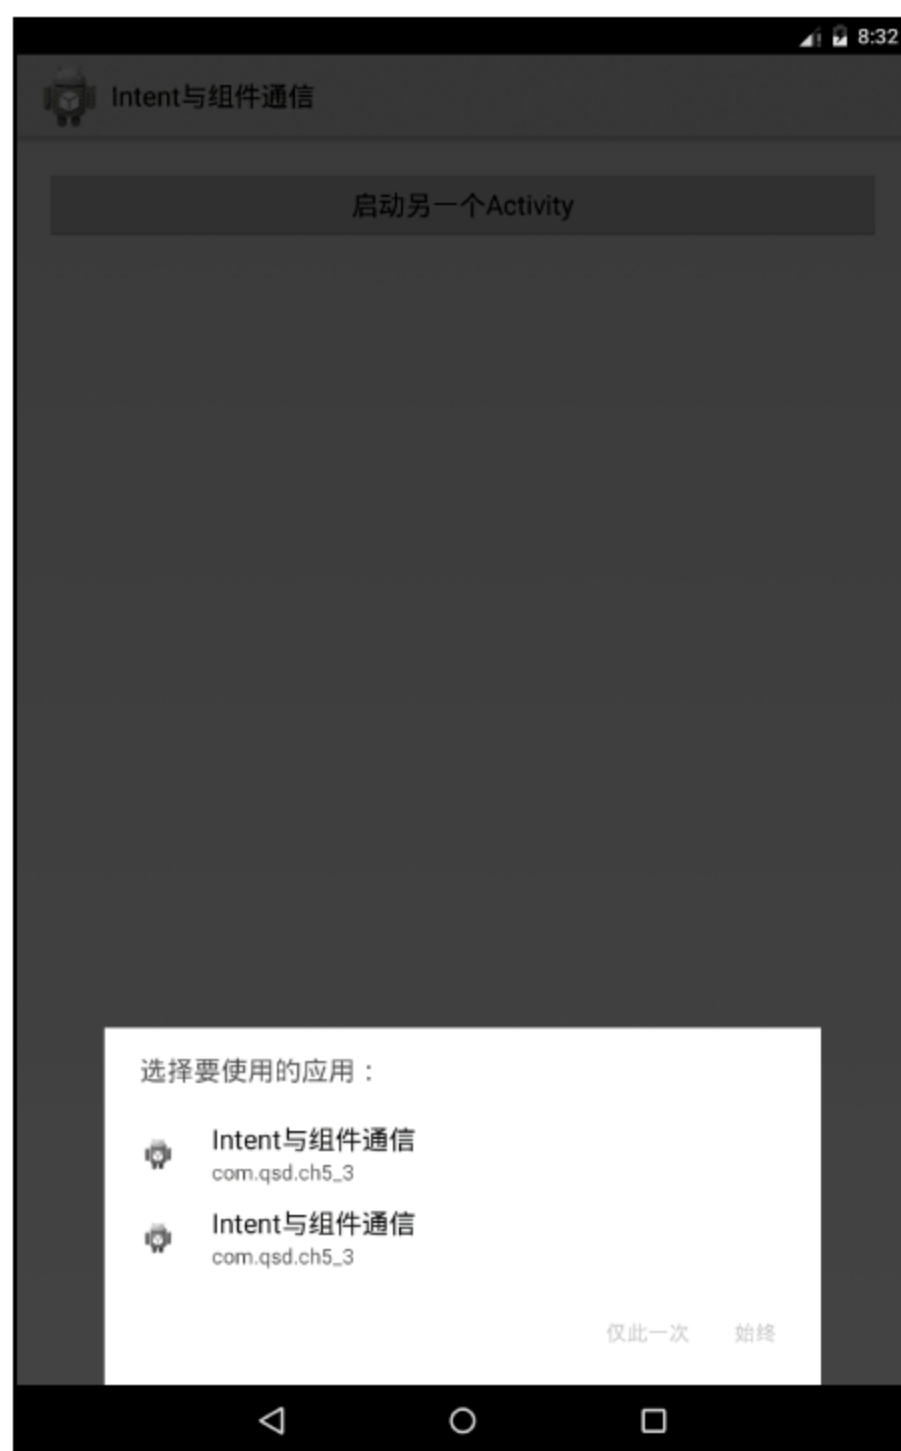 8:32
Intent与组件通信
启动另一个Activity
选择要使用的应用：
Intent与组件通信
com.qsd.ch5_3
Intent与组件通信
com.qsd.ch5_3
仅此一次 始终